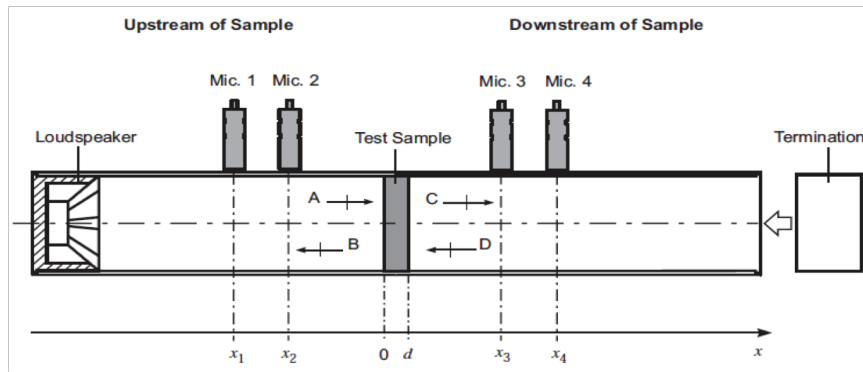 Upstream of Sample Downstream of Sample
Mic. 1 Mic. 2 Mic. 3 Mic. 4
Loudspeaker Test Sample Termination
A C
B D
x1 x2 0 d x3 x4 x